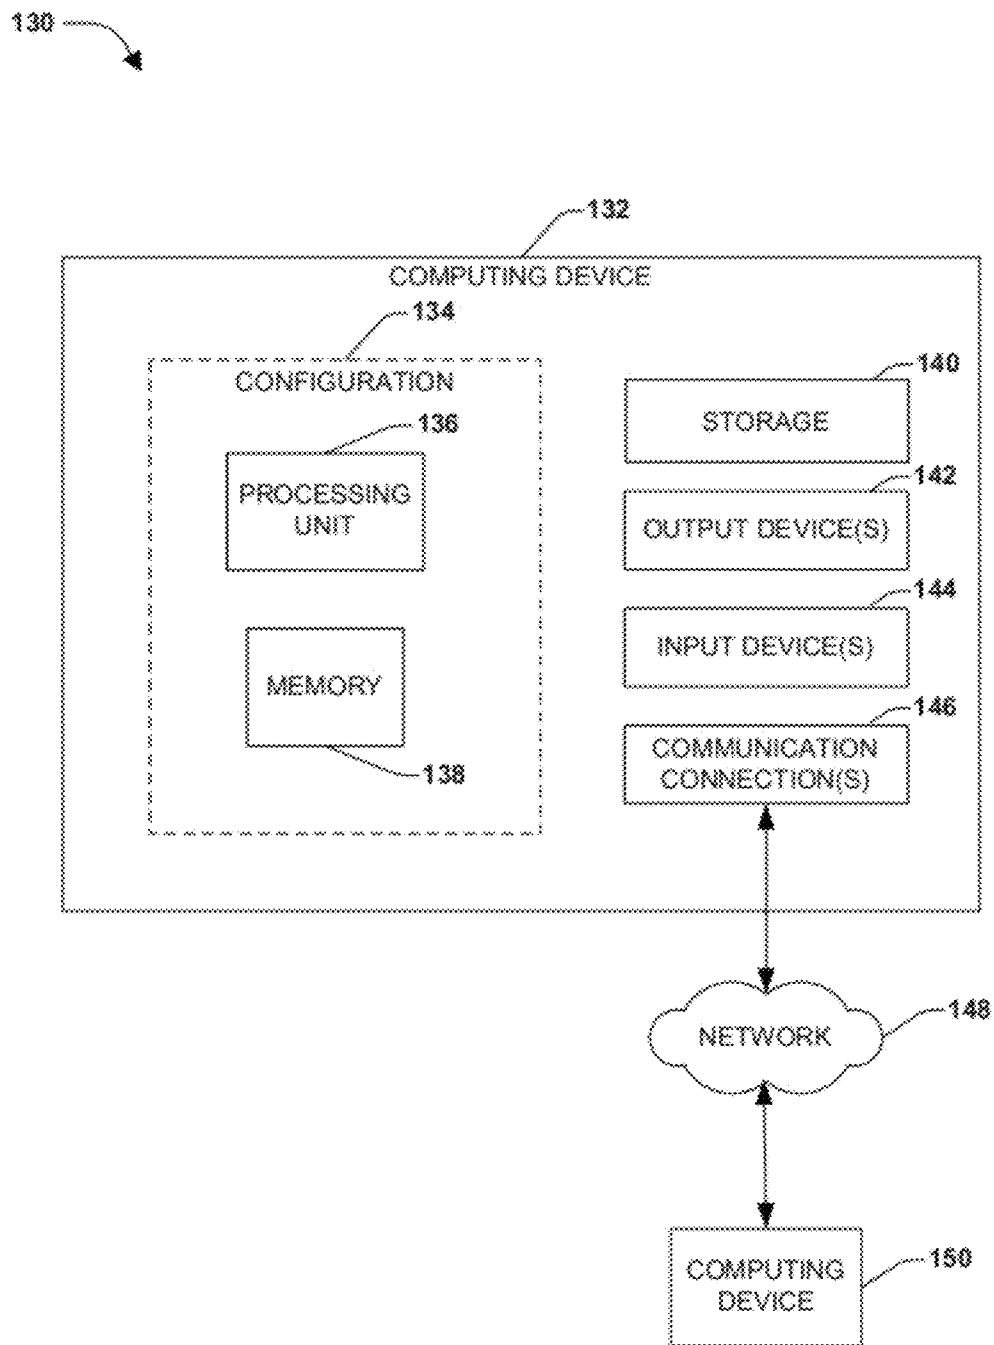 130
132
COMPUTING DEVICE
134
CONFIGURATION
136
PROCESSING
UNIT
MEMORY
138
140
STORAGE
142
OUTPUT DEVICE(S)
144
INPUT DEVICE(S)
146
COMMUNICATION
CONNECTION(S)
148
NETWORK
150
COMPUTING
DEVICE